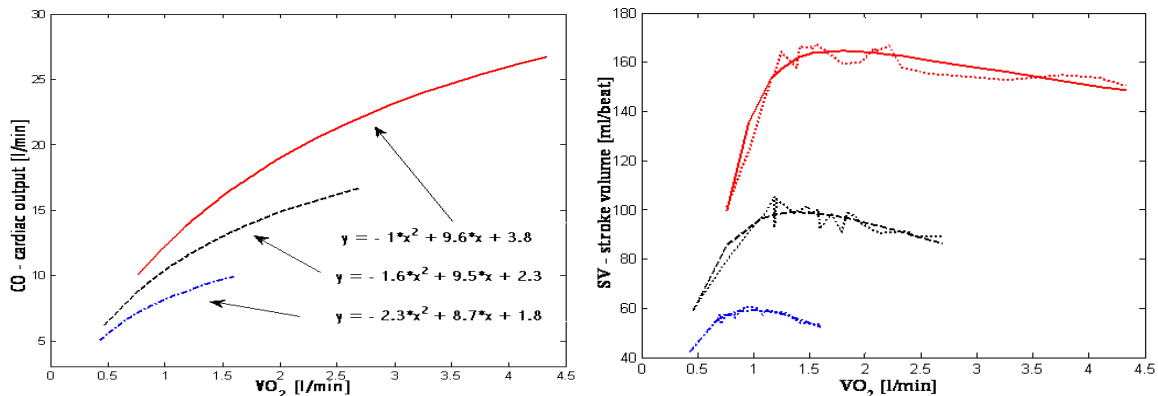 30
25
20
15
10
5
CO - cardiac output [l/min]
y = - 1*x² + 9.6*x + 3.8
y = - 1.6*x² + 9.5*x + 2.3
y = - 2.3*x² + 8.7*x + 1.8
0 0.5 1 1.5 2 2.5 3 3.5 4 4.5
VO₂ [l/min]
180
160
140
120
100
80
60
40
SV - stroke volume [ml/beat]
0 0.5 1 1.5 2 2.5 3 3.5 4 4.5
VO₂ [l/min]